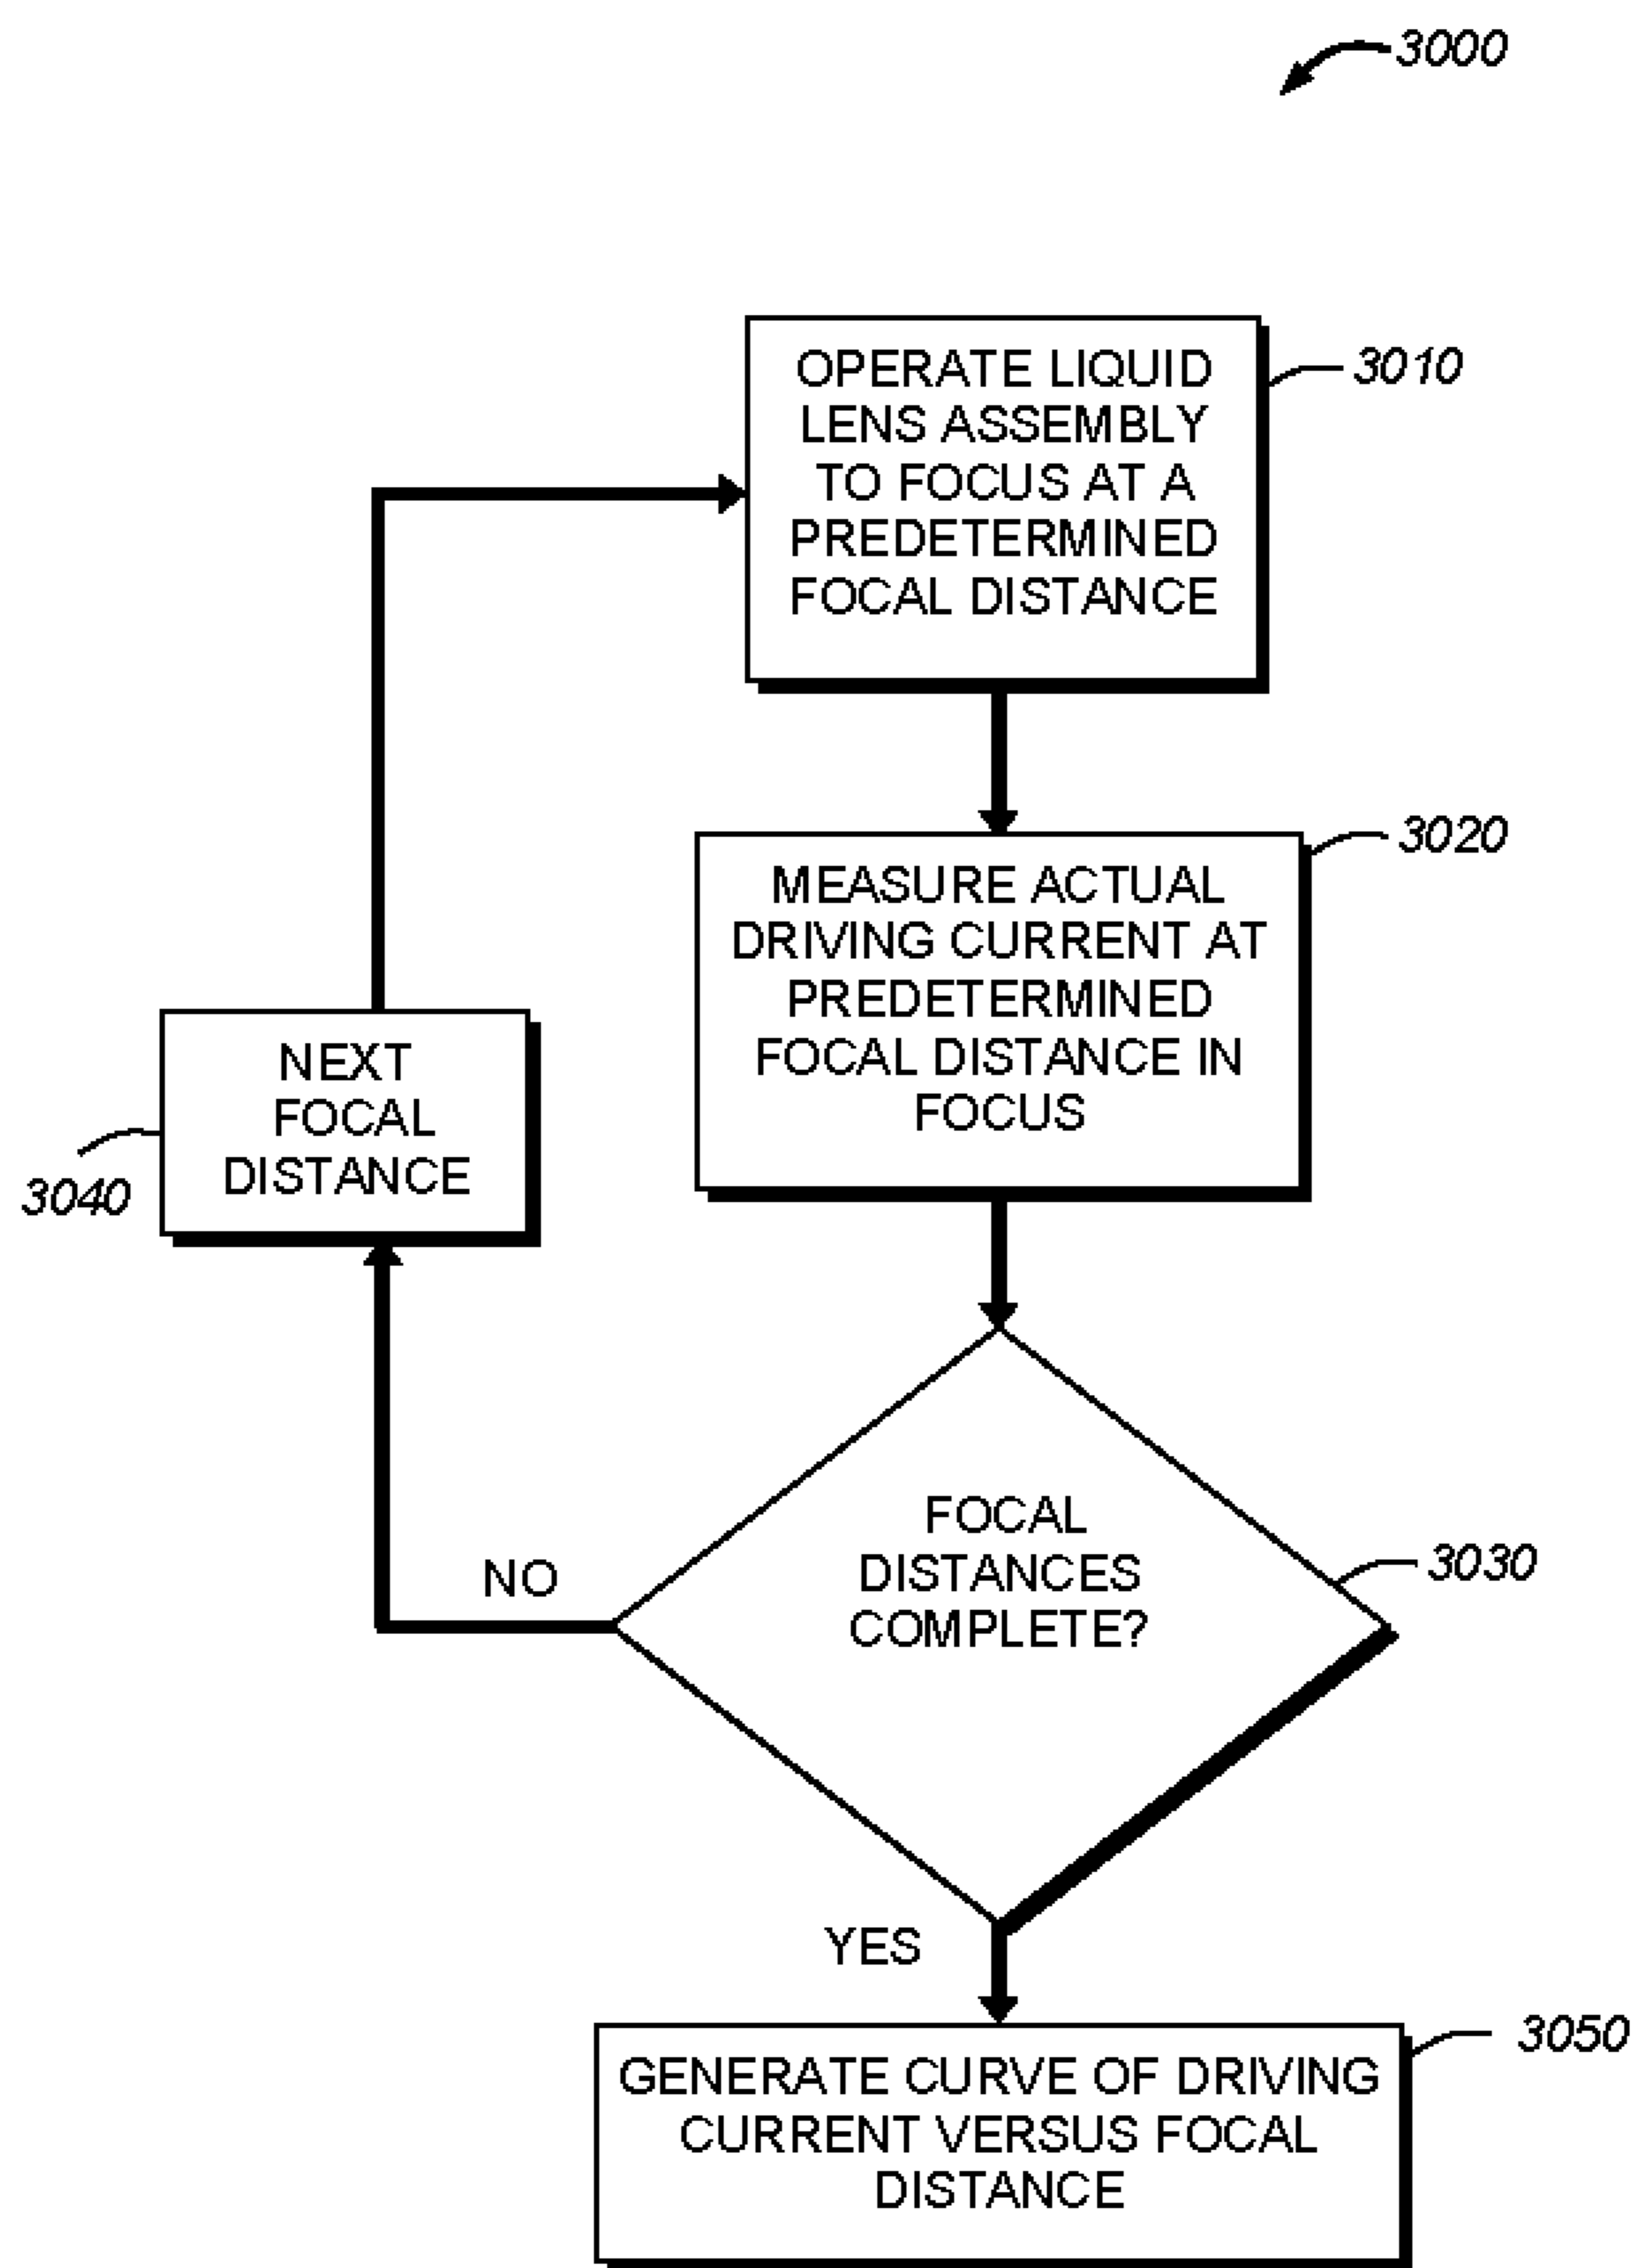 3000
OPERATE LIQUID
LENS ASSEMBLY
TO FOCUS AT A
PREDETERMINED
FOCAL DISTANCE
3010
MEASURE ACTUAL
DRIVING CURRENT AT
PREDETERMINED
FOCAL DISTANCE IN
FOCUS
3020
NEXT
FOCAL
DISTANCE
3040
FOCAL
DISTANCES
COMPLETE?
3030
NO
YES
GENERATE CURVE OF DRIVING
CURRENT VERSUS FOCAL
DISTANCE
3050